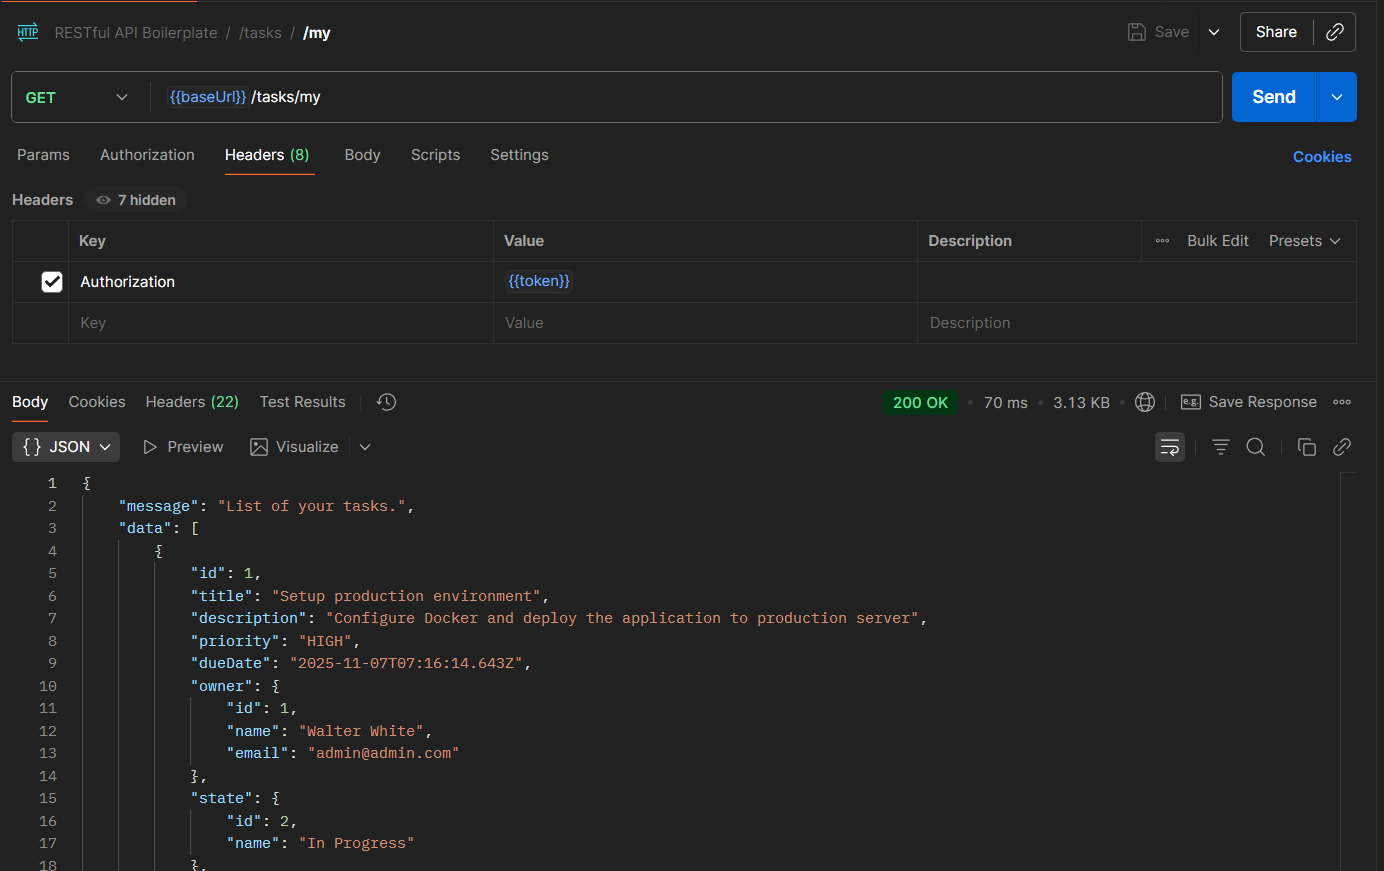 HTTP RESTful API Boilerplate / /tasks / /my Save Share
GET {{baseUrl}} /tasks/my Send
Params Authorization Headers (8) Body Scripts Settings Cookies
Headers 7 hidden
Key Value Description Bulk Edit Presets
Authorization {{token}}
Key Value Description
Body Cookies Headers (22) Test Results 200 OK • 70 ms • 3.13 KB • e.g. Save Response
{} JSON Preview Visualize
1 {
2 "message": "List of your tasks.",
3 "data": [
4 {
5 "id": 1,
6 "title": "Setup production environment",
7 "description": "Configure Docker and deploy the application to production server",
8 "priority": "HIGH",
9 "dueDate": "2025-11-07T07:16:14.643Z",
10 "owner": {
11 "id": 1,
12 "name": "Walter White",
13 "email": "admin@admin.com"
14 },
15 "state": {
16 "id": 2,
17 "name": "In Progress"
18 },